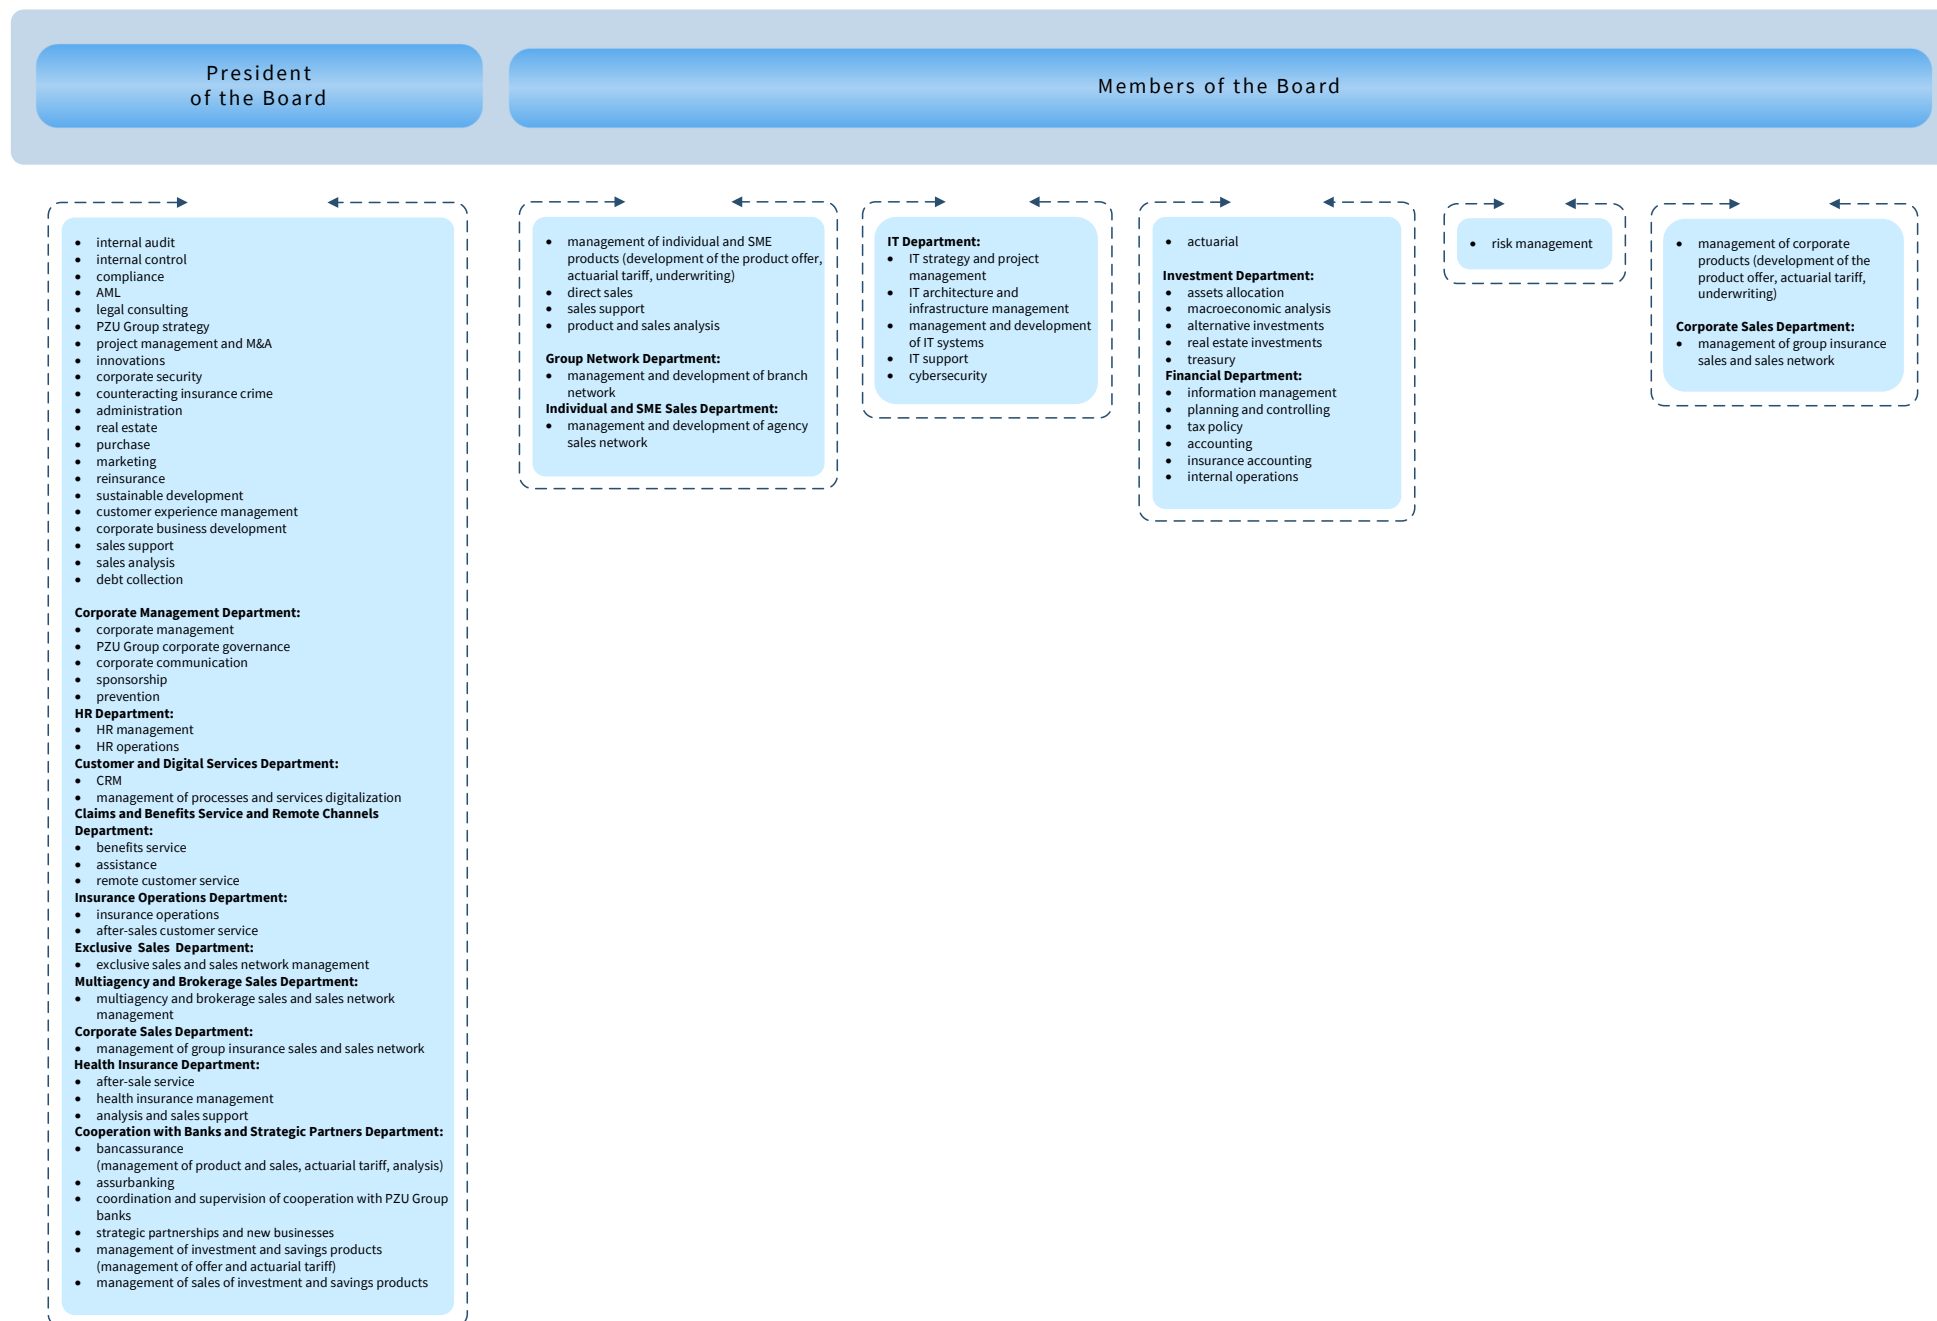 President
of the Board
Members of the Board
• internal audit
• internal control
• compliance
• AML
• legal consulting
• PZU Group strategy
• project management and M&A
• innovations
• corporate security
• counteracting insurance crime
• administration
• real estate
• purchase
• marketing
• reinsurance
• sustainable development
• customer experience management
• corporate business development
• sales support
• sales analysis
• debt collection
Corporate Management Department:
• corporate management
• PZU Group corporate governance
• corporate communication
• sponsorship
• prevention
HR Department:
• HR management
• HR operations
Customer and Digital Services Department:
• CRM
• management of processes and services digitalization
Claims and Benefits Service and Remote Channels
Department:
• benefits service
• assistance
• remote customer service
Insurance Operations Department:
• insurance operations
• after-sales customer service
Exclusive Sales Department:
• exclusive sales and sales network management
Multiagency and Brokerage Sales Department:
• multiagency and brokerage sales and sales network
management
Corporate Sales Department:
• management of group insurance sales and sales network
Health Insurance Department:
• after-sale service
• health insurance management
• analysis and sales support
Cooperation with Banks and Strategic Partners Department:
• bancassurance
(management of product and sales, actuarial tariff, analysis)
• assurbanking
• coordination and supervision of cooperation with PZU Group
banks
• strategic partnerships and new businesses
• management of investment and savings products
(management of offer and actuarial tariff)
• management of sales of investment and savings products
• management of individual and SME
products (development of the product offer,
actuarial tariff, underwriting)
• direct sales
• sales support
• product and sales analysis
Group Network Department:
• management and development of branch
network
Individual and SME Sales Department:
• management and development of agency
sales network
IT Department:
• IT strategy and project
management
• IT architecture and
infrastructure management
• management and development
of IT systems
• IT support
• cybersecurity
• actuarial
Investment Department:
• assets allocation
• macroeconomic analysis
• alternative investments
• real estate investments
• treasury
Financial Department:
• information management
• planning and controlling
• tax policy
• accounting
• insurance accounting
• internal operations
• risk management
• management of corporate
products (development of the
product offer, actuarial tariff,
underwriting)
Corporate Sales Department:
• management of group insurance
sales and sales network